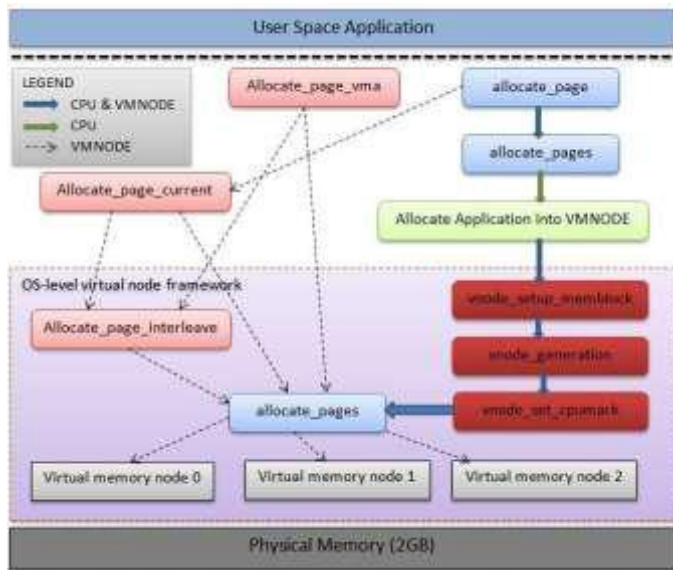 User Space Application
LEGEND
CPU & VMNODE
CPU
VMNODE
Allocate_page_vma
allocate_page
allocate_pages
Allocate_page_current
Allocate Application into VMNODE
OS-level virtual node framework
vnode_setup_memblock
Allocate_page_interleave
vnode_generation
allocate_pages
vnode_set_cpumask
Virtual memory node 0
Virtual memory node 1
Virtual memory node 2
Physical Memory (2GB)